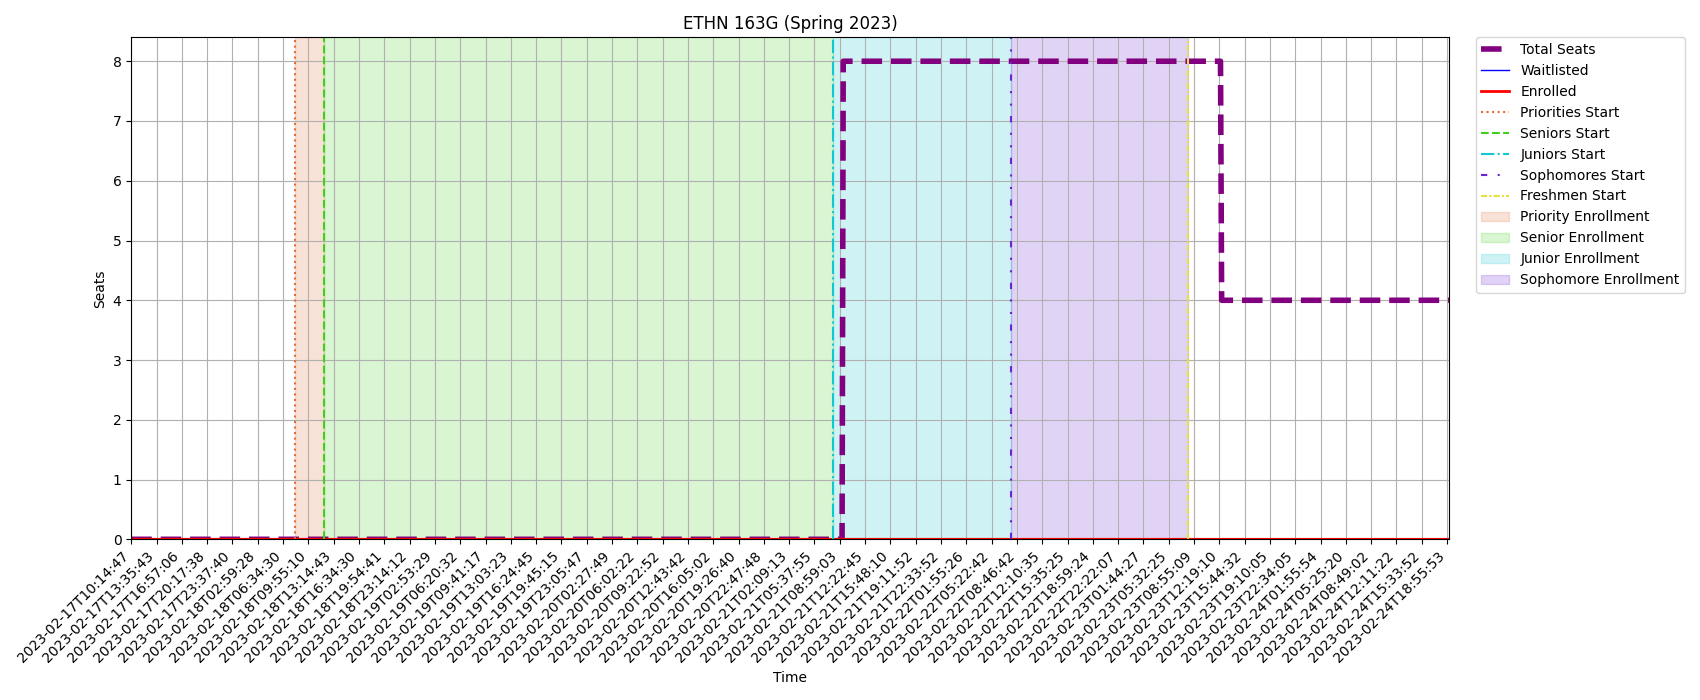 ETHN 163G (Spring 2023)
Total Seats
Waitlisted
Enrolled
Priorities Start
Seniors Start
Juniors Start
Sophomores Start
Freshmen Start
Priority Enrollment
Senior Enrollment
Junior Enrollment
Sophomore Enrollment
Seats
8
7
6
5
4
3
2
1
0
2023-02-17T10:14:47
2023-02-17T13:35:43
2023-02-17T16:57:06
2023-02-17T20:17:38
2023-02-17T23:37:40
2023-02-18T02:59:28
2023-02-18T06:34:30
2023-02-18T09:55:10
2023-02-18T13:14:43
2023-02-18T16:34:30
2023-02-18T19:54:41
2023-02-18T23:14:12
2023-02-19T02:53:29
2023-02-19T06:20:32
2023-02-19T09:41:17
2023-02-19T13:03:23
2023-02-19T16:24:45
2023-02-19T19:45:15
2023-02-19T23:05:47
2023-02-20T02:27:49
2023-02-20T06:02:22
2023-02-20T09:22:52
2023-02-20T12:43:42
2023-02-20T16:05:02
2023-02-20T19:26:40
2023-02-20T22:47:48
2023-02-21T02:09:13
2023-02-21T05:37:55
2023-02-21T08:59:03
2023-02-21T12:22:45
2023-02-21T15:48:10
2023-02-21T19:11:52
2023-02-21T22:33:52
2023-02-22T01:55:26
2023-02-22T05:22:42
2023-02-22T08:46:42
2023-02-22T12:10:35
2023-02-22T15:35:25
2023-02-22T18:59:24
2023-02-22T22:22:07
2023-02-23T01:44:27
2023-02-23T05:32:25
2023-02-23T08:55:09
2023-02-23T12:19:10
2023-02-23T15:44:32
2023-02-23T19:10:05
2023-02-23T22:34:05
2023-02-24T01:55:54
2023-02-24T05:25:20
2023-02-24T08:49:02
2023-02-24T12:11:22
2023-02-24T15:33:52
2023-02-24T18:55:53
Time